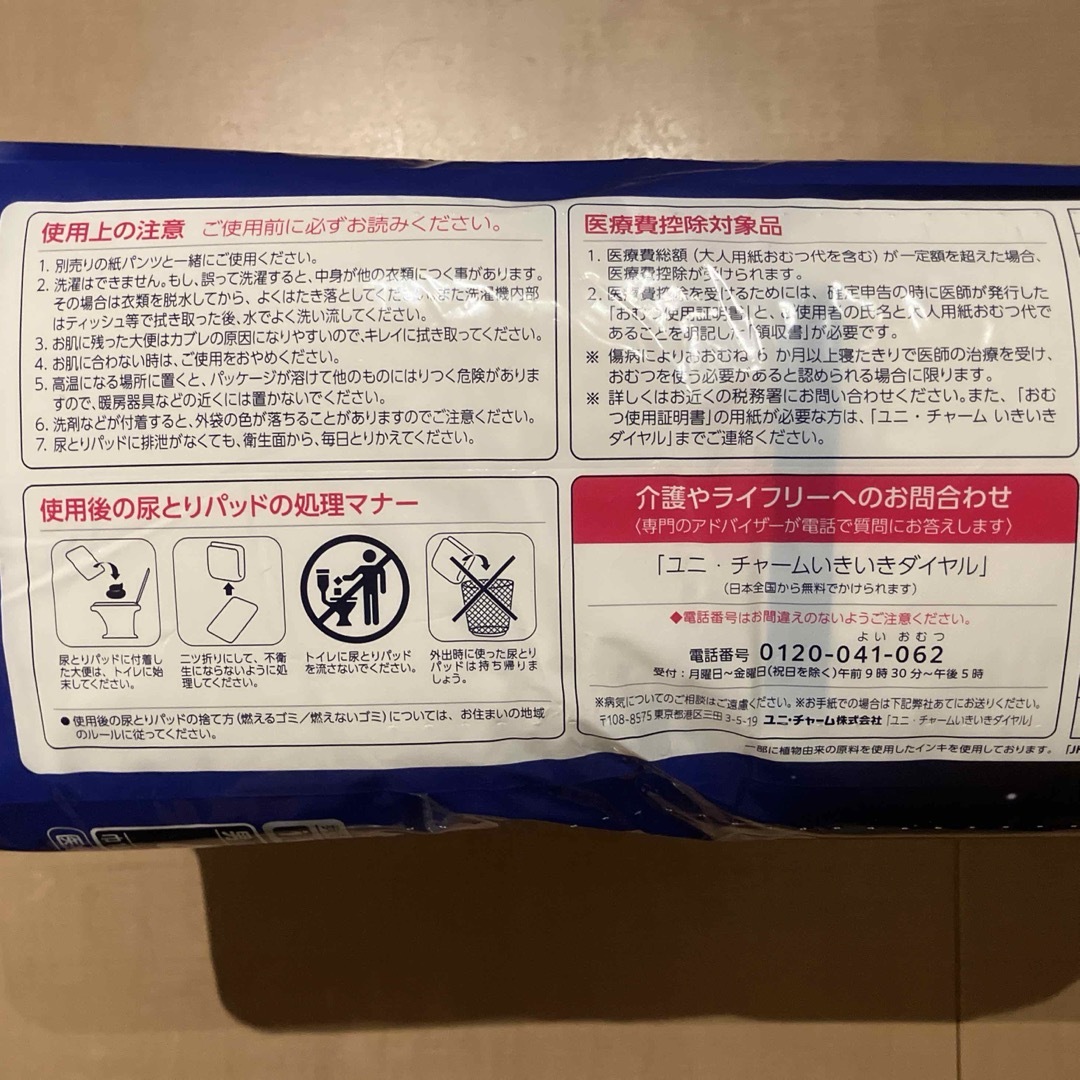 使用上の注意 ご使用前に必ずお読みください。
1. 別売りの紙パンツと一緒にご使用ください。
2. 洗濯はできません。もし、誤って洗濯すると、中身が他の衣類につく事があります。
その場合は衣類を脱水してから、よくはたき落としてください。また洗濯機内部
はティッシュ等で拭き取った後、水でよく洗い流してください。
3. お肌に残った大便はカブレの原因になりやすいので、キレイに拭き取ってください。
4. お肌に合わない時は、ご使用をおやめください。
5. 高温になる場所に置くと、パッケージが溶けて他のものにはりつく危険がありま
すので、暖房器具などの近くには置かないでください。
6. 洗剤などが付着すると、外袋の色が落ちることがありますのでご注意ください。
7. 尿とりパッドに排泄がなくても、衛生面から、毎日とりかえてください。
医療費控除対象品
1. 医療費総額(大人用紙おむつ代を含む)が一定額を超えた場合、
医療費控除が受けられます。
2. 医療費控除を受けるためには、確定申告の時に医師が発行した
「おむつ使用証明書」と、ご使用者の氏名と大人用紙おむつ代で
あることを明記した「領収書」が必要です。
※ 傷病によりおおむね6か月以上寝たきりで医師の治療を受け、
おむつを使う必要があると認められる場合に限ります。
※ 詳しくはお近くの税務署にお問い合わせください。また、「おむ
つ使用証明書」の用紙が必要な方は、「ユニ・チャーム いきいき
ダイヤル」までご連絡ください。
使用後の尿とりパッドの処理マナー
尿とりパッドに付着し
た大便は、トイレに始
末してください。
二ツ折りにして、不衛
生にならないように処
理してください。
トイレに尿とりパッド
を流さないでください。
外出時に使った尿とり
パッドは持ち帰りま
しょう。
●使用後の尿とりパッドの捨て方(燃えるゴミ/燃えないゴミ)については、お住まいの地域
のルールに従ってください。
介護やライフリーへのお問合わせ
〈専門のアドバイザーが電話で質問にお答えします〉
「ユニ・チャームいきいきダイヤル」
(日本全国から無料でかけられます)
◆電話番号はお間違えのないようご注意ください。
よい おむつ
電話番号 0120-041-062
受付:月曜日~金曜日(祝日を除く)午前9時30分~午後5時
※病気についてのご相談はご遠慮ください。※お手紙での場合は下記弊社あてにお送りください。
〒108-8575 東京都港区三田3-5-19 ユニ・チャーム株式会社「ユニ・チャームいきいきダイヤル」
一部に植物由来の原料を使用したインキを使用しております。